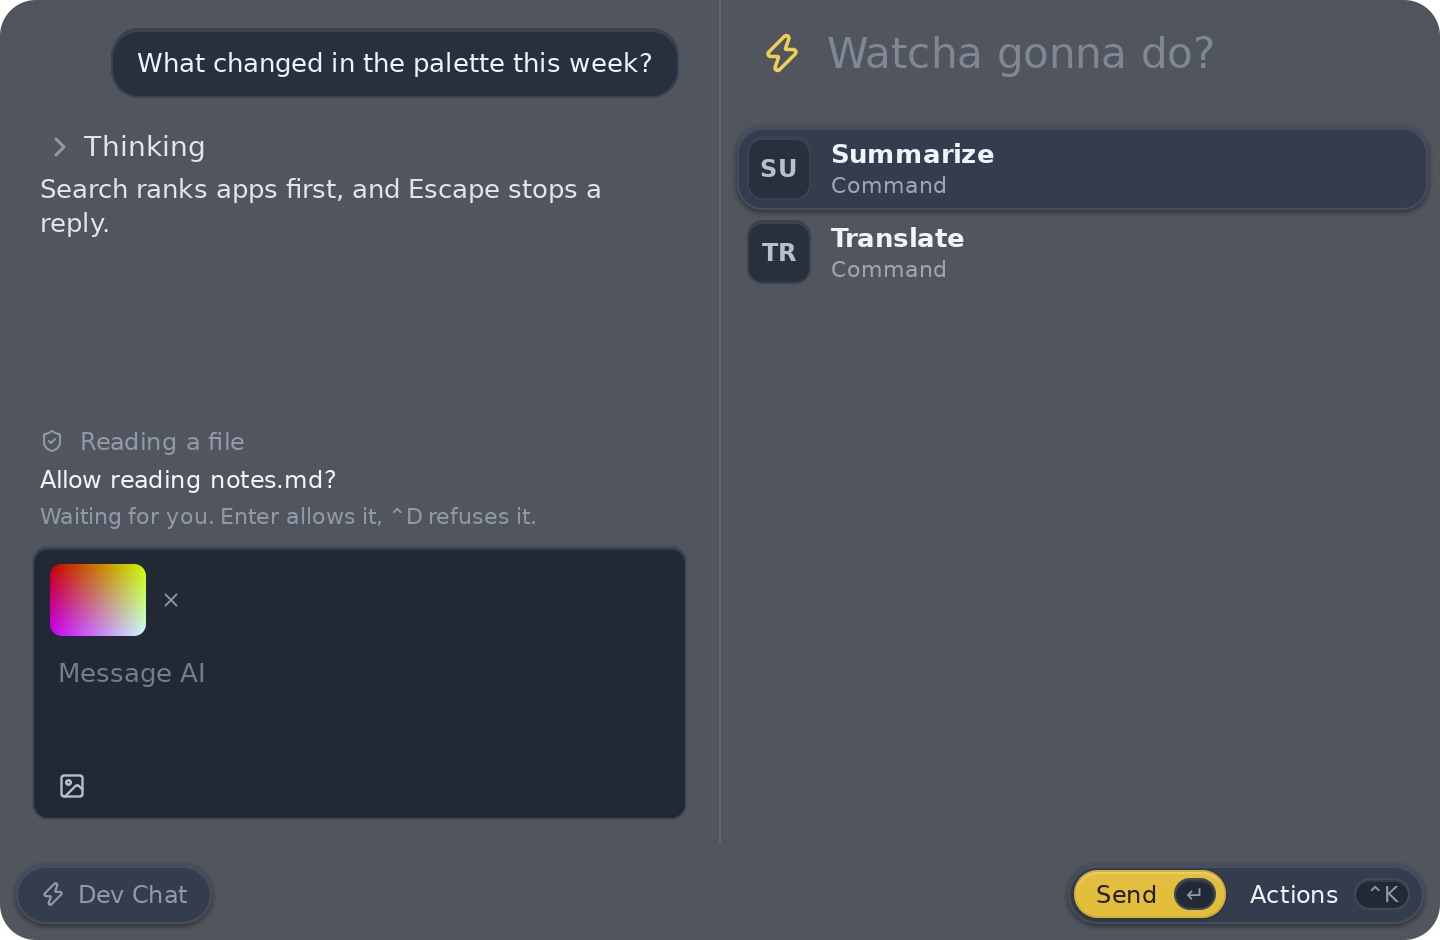 What changed in the palette this week?
Thinking
Search ranks apps first, and Escape stops a
reply.
Reading a file
Allow reading notes.md?
Waiting for you. Enter allows it, ^D refuses it.
Message AI
Dev Chat
Watcha gonna do?
SU
Summarize
Command
TR
Translate
Command
Send ↵ Actions ^K